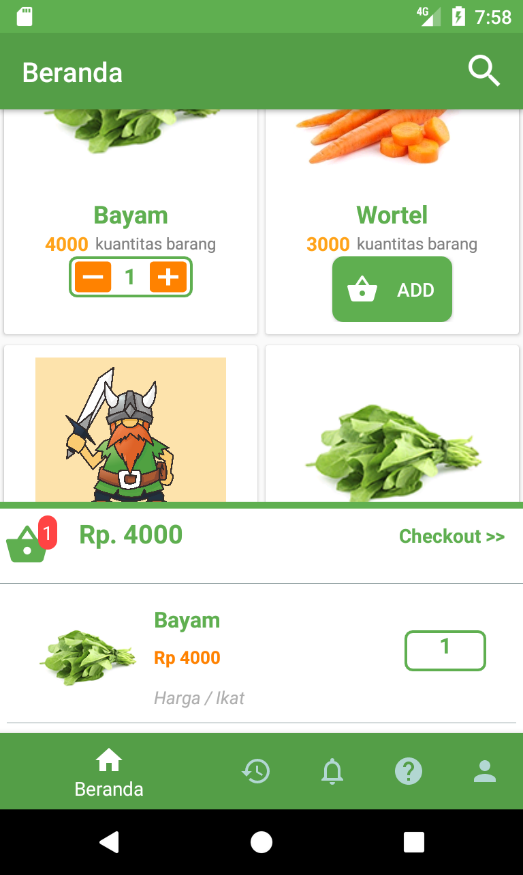 4G 7:58
Beranda
Bayam
4000 kuantitas barang
1
Wortel
3000 kuantitas barang
ADD
1
Rp. 4000
Checkout >>
Bayam
Rp 4000
Harga / Ikat
1
Beranda